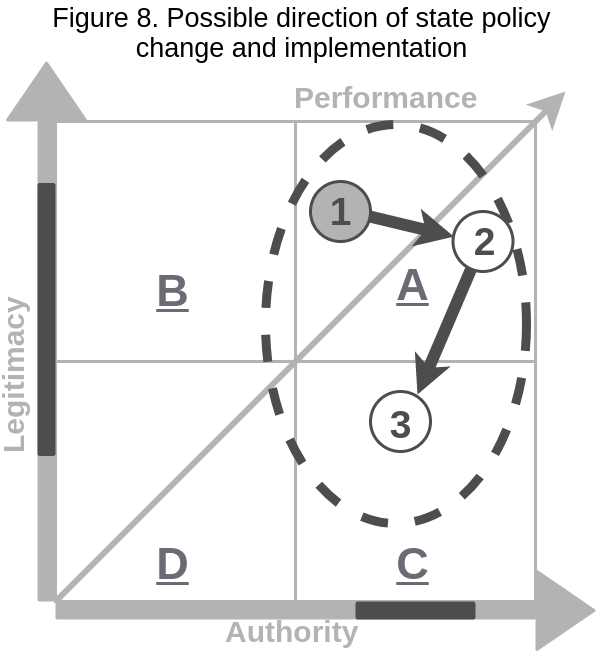 Figure 8. Possible direction of state policy
change and implementation
Performance
1
2
B
A
Legitimacy
3
D
C
Authority